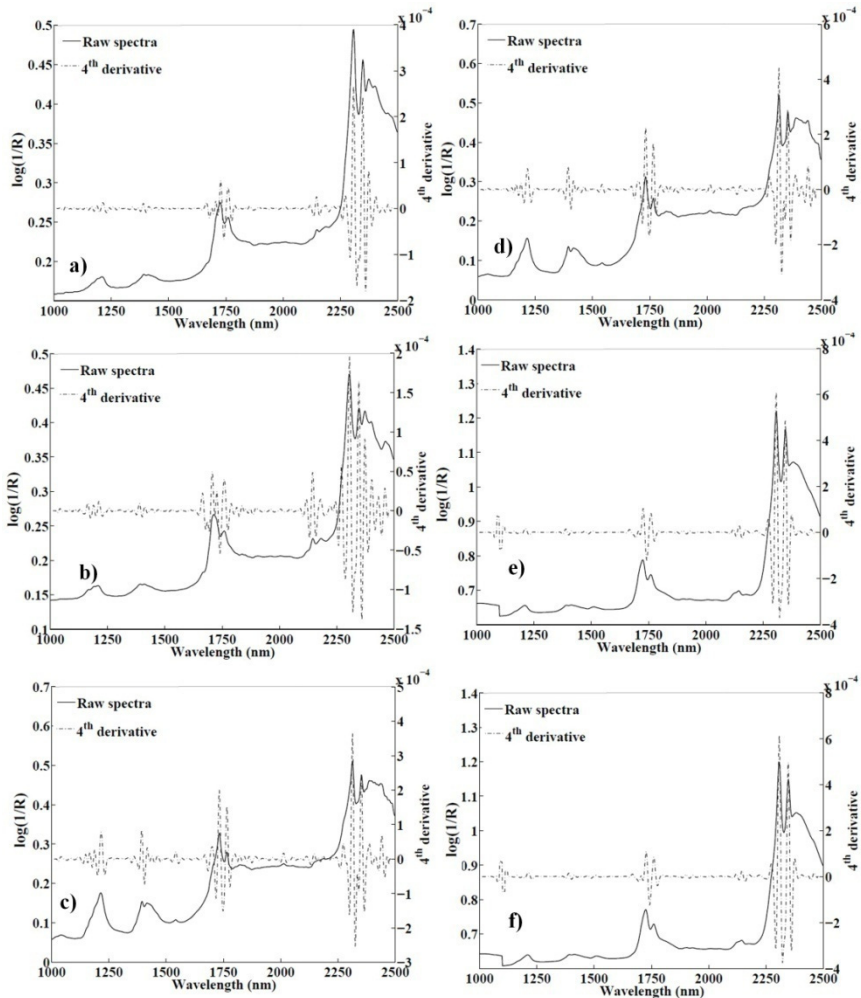 x 10⁻⁴
0.5
0.45
0.4
0.35
0.3
0.25
0.2
log(1/R)
Raw spectra
4th derivative
a)
4
3
2
1
0
−1
−2
4th derivative
1000 1250 1500 1750 2000 2250 2500
Wavelength (nm)
x 10⁻⁴
0.7
0.6
0.5
0.4
0.3
0.2
0.1
0
log(1/R)
Raw spectra
4th derivative
d)
6
4
2
0
−2
−4
4th derivative
1000 1250 1500 1750 2000 2250 2500
Wavelength (nm)
x 10⁻⁴
0.5
0.45
0.4
0.35
0.3
0.25
0.2
0.15
0.1
log(1/R)
Raw spectra
4th derivative
b)
2
1.5
1
0.5
0
−0.5
−1
−1.5
4th derivative
1000 1250 1500 1750 2000 2250 2500
Wavelength (nm)
x 10⁻⁴
1.4
1.3
1.2
1.1
1
0.9
0.8
0.7
0.6
log(1/R)
Raw spectra
4th derivative
e)
8
6
4
2
0
−2
−4
4th derivative
1000 1250 1500 1750 2000 2250 2500
Wavelength (nm)
x 10⁻⁴
0.7
0.6
0.5
0.4
0.3
0.2
0.1
0
log(1/R)
Raw spectra
4th derivative
c)
5
4
3
2
1
0
−1
−2
−3
4th derivative
1000 1250 1500 1750 2000 2250 2500
Wavelength (nm)
x 10⁻⁴
1.4
1.3
1.2
1.1
1
0.9
0.8
0.7
log(1/R)
Raw spectra
4th derivative
f)
8
6
4
2
0
−2
−4
4th derivative
1000 1250 1500 1750 2000 2250 2500
Wavelength (nm)